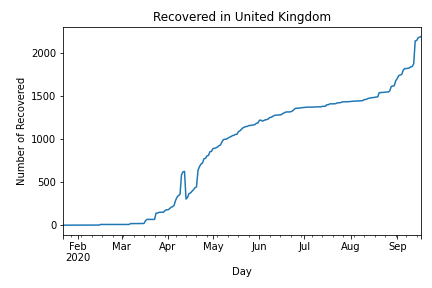 Recovered in United Kingdom
Number of Recovered
2000
1500
1000
500
0
Feb Mar Apr May Jun Jul Aug Sep
2020
Day